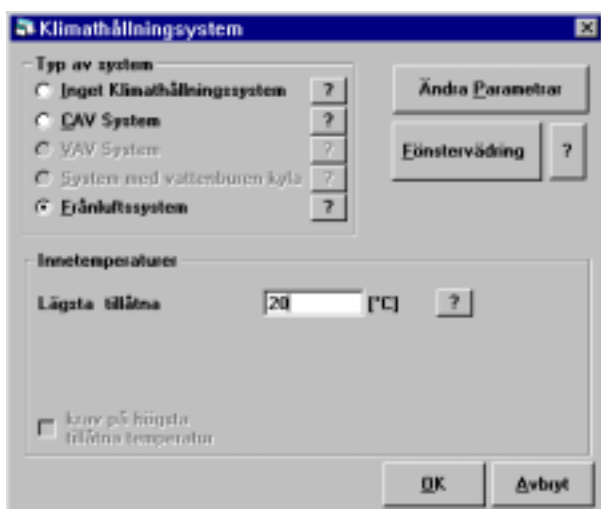 Klimathållningsystem
Typ av system
Inget Klimathållningssystem ?
CAV System ?
VAV System ?
System med vattenburen kyla ?
Frånluftssystem ?
Ändra Parametrar
Fönstervädring ?
Innetemperaturer
Lägsta tillåtna 20 [°C] ?
krav på högsta
tillåtna temperatur
OK Avbryt